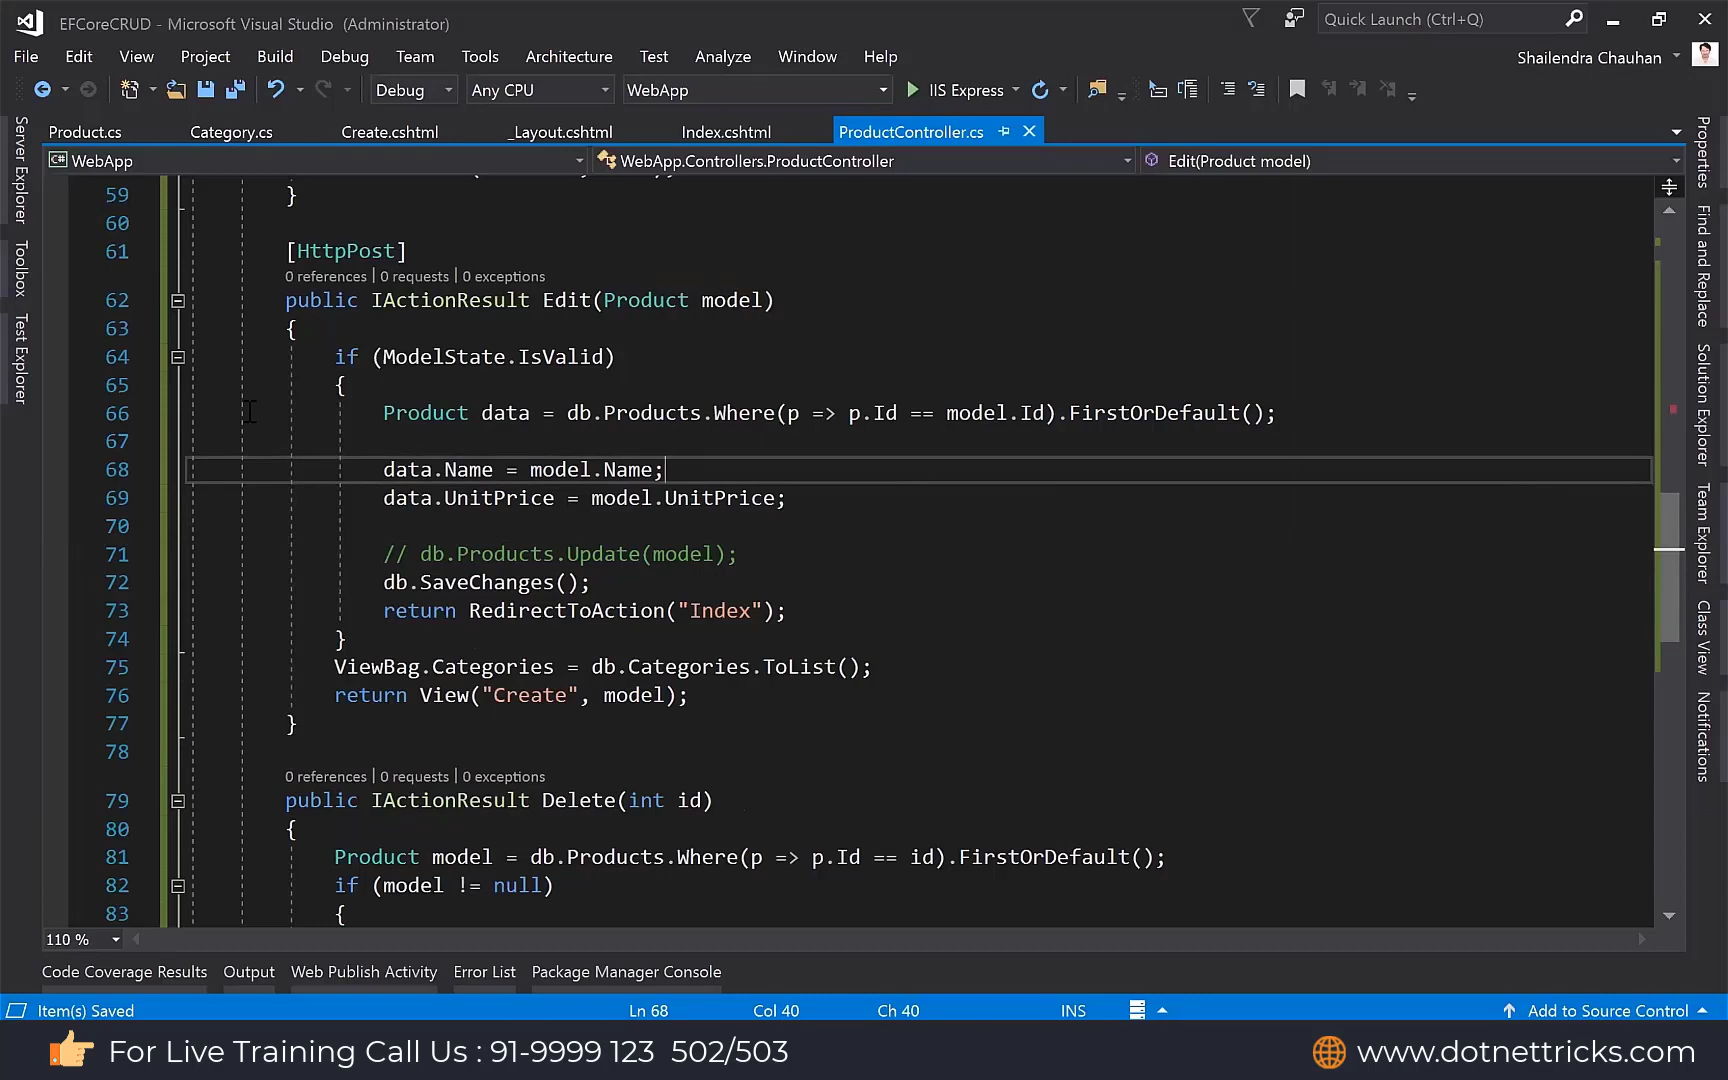 EFCoreCRUD - Microsoft Visual Studio (Administrator)
Quick Launch (Ctrl+Q)
File Edit View Project Build Debug Team Tools Architecture Test Analyze Window Help
Shailendra Chauhan
Debug Any CPU WebApp IIS Express
Product.cs Category.cs Create.cshtml _Layout.cshtml Index.cshtml ProductController.cs
WebApp WebApp.Controllers.ProductController Edit(Product model)
Server Explorer
Toolbox
Test Explorer
59 }
60
61 [HttpPost]
0 references | 0 requests | 0 exceptions
62 public IActionResult Edit(Product model)
63 {
64 if (ModelState.IsValid)
65 {
66 Product data = db.Products.Where(p => p.Id == model.Id).FirstOrDefault();
67
68 data.Name = model.Name;
69 data.UnitPrice = model.UnitPrice;
70
71 // db.Products.Update(model);
72 db.SaveChanges();
73 return RedirectToAction("Index");
74 }
75 ViewBag.Categories = db.Categories.ToList();
76 return View("Create", model);
77 }
78
0 references | 0 requests | 0 exceptions
79 public IActionResult Delete(int id)
80 {
81 Product model = db.Products.Where(p => p.Id == id).FirstOrDefault();
82 if (model != null)
83 {
Properties
Find and Replace
Solution Explorer
Team Explorer
Class View
Notifications
110 %
Code Coverage Results Output Web Publish Activity Error List Package Manager Console
Item(s) Saved Ln 68 Col 40 Ch 40 INS Add to Source Control
For Live Training Call Us : 91-9999 123 502/503
www.dotnettricks.com